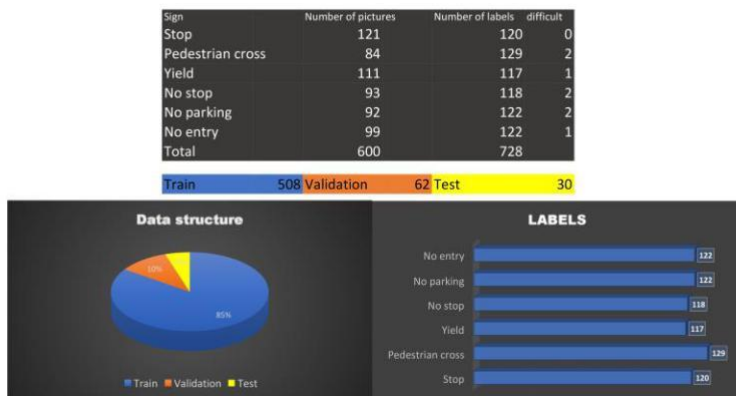 Sign Number of pictures Number of labels difficult
Stop 121 120 0
Pedestrian cross 84 129 2
Yield 111 117 1
No stop 93 118 2
No parking 92 122 2
No entry 99 122 1
Total 600 728
Train 508 Validation 62 Test 30
Data structure
10%
85%
Train Validation Test
LABELS
No entry 122
No parking 122
No stop 118
Yield 117
Pedestrian cross 129
Stop 120